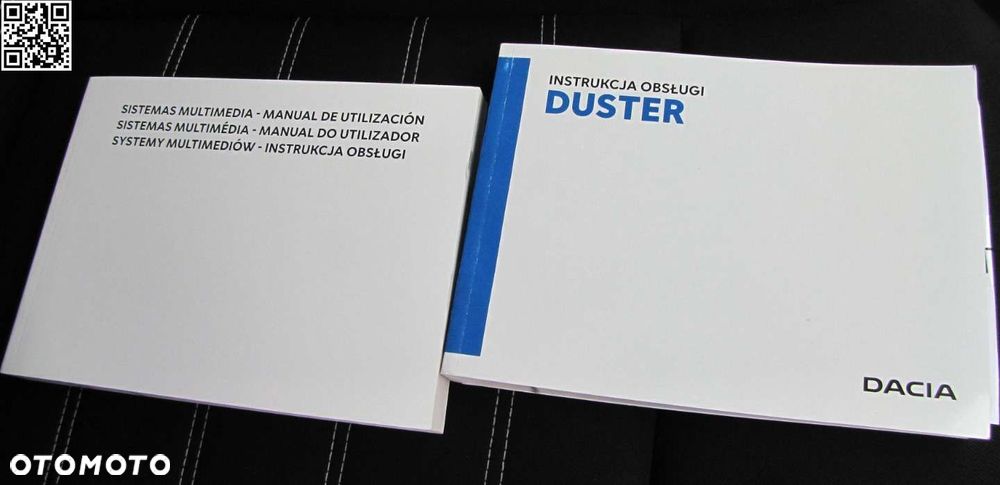 SISTEMAS MULTIMEDIA - MANUAL DE UTILIZACIÓN
SISTEMAS MULTIMÉDIA - MANUAL DO UTILIZADOR
SYSTEMY MULTIMEDIÓW - INSTRUKCJA OBSŁUGI
INSTRUKCJA OBSŁUGI
DUSTER
DACIA
OTOMOTO